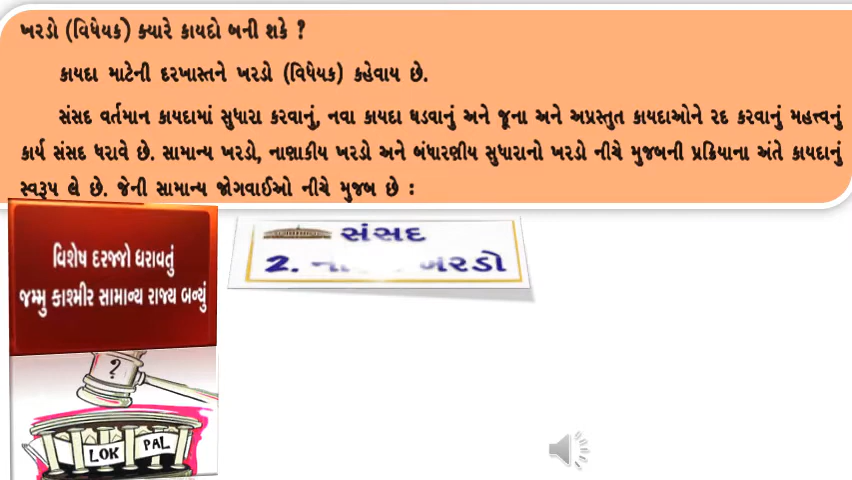 ખરડો (વિધેયક) ક્યારે કાયદો બની શકે ?
કાયદા માટેની દરખાસ્તને ખરડો (વિધેયક) કહેવાય છે.
સંસદ વર્તમાન કાયદામાં સુધારા કરવાનું, નવા કાયદા ઘડવાનું અને જૂના અને અપ્રસ્તુત કાયદાઓને રદ કરવાનું મહત્ત્વનું
કાર્ય સંસદ ધરાવે છે. સામાન્ય ખરડો, નાણાકીય ખરડો અને બંધારણીય સુધારાનો ખરડો નીચે મુજબની પ્રક્રિયાના અંતે કાયદાનું
સ્વરૂપ લે છે. જેની સામાન્ય જોગવાઈઓ નીચે મુજબ છે :
વિશેષ દરજ્જો ધરાવતું
જમ્મુ કાશ્મીર સામાન્ય રાજ્ય બન્યું
સંસદ
2. ખરડો
?
LOK PAL